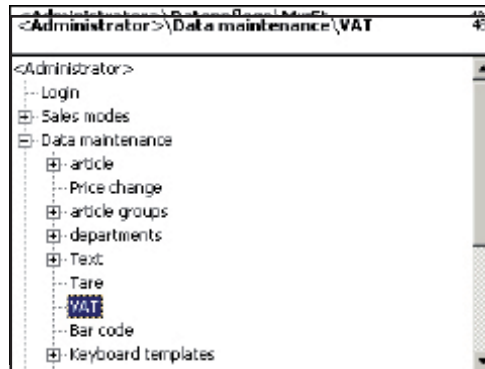 <Administrator>\Data maintenance\VAT
<Administrator>
Login
Sales modes
Data maintenance
article
Price change
article groups
departments
Text
Tare
VAT
Bar code
Keyboard templates